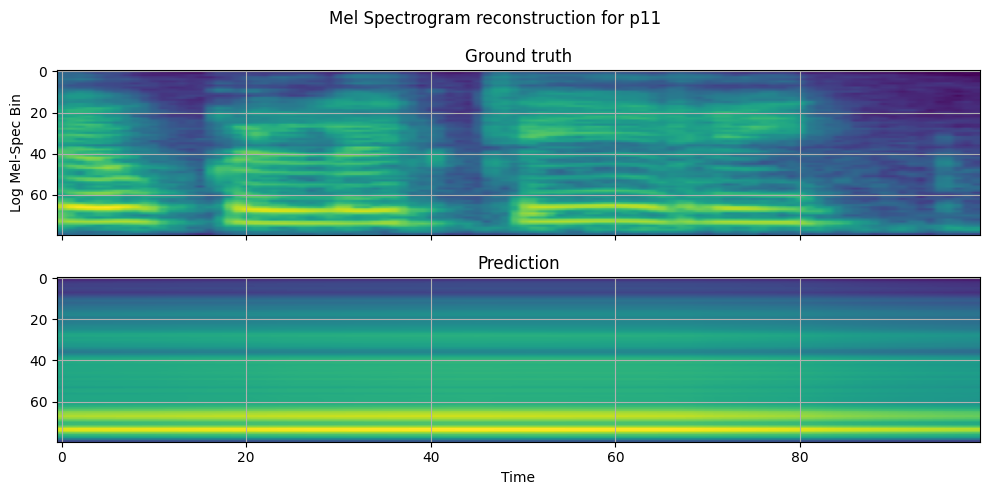 Mel Spectrogram reconstruction for p11
Ground truth
0
20
40
60
Log Mel-Spec Bin
Prediction
0
20
40
60
0 20 40 60 80
Time